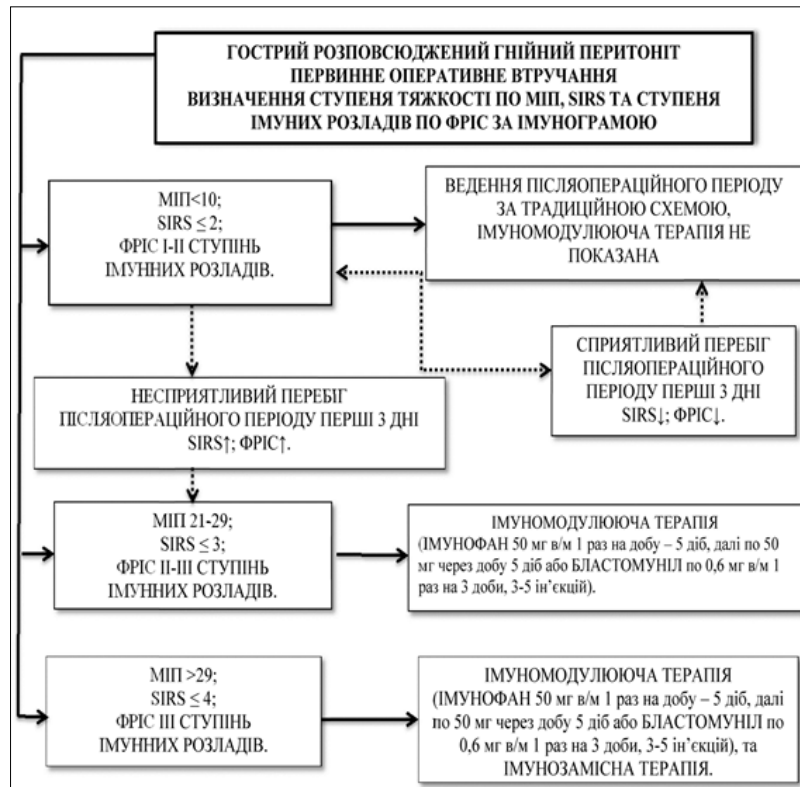 ГОСТРИЙ РОЗПОВСЮДЖЕНИЙ ГНІЙНИЙ ПЕРИТОНІТ
ПЕРВИННЕ ОПЕРАТИВНЕ ВТРУЧАННЯ
ВИЗНАЧЕННЯ СТУПЕНЯ ТЯЖКОСТІ ПО МІП, SIRS ТА СТУПЕНЯ
ІМУНИХ РОЗЛАДІВ ПО ФРІС ЗА ІМУНОГРАМОЮ
МІП<10;
SIRS ≤ 2;
ФРІС І-ІІ СТУПІНЬ
ІМУННИХ РОЗЛАДІВ.
ВЕДЕННЯ ПІСЛЯОПЕРАЦІЙНОГО ПЕРІОДУ
ЗА ТРАДИЦІЙНОЮ СХЕМОЮ,
ІМУНОМОДУЛЮЮЧА ТЕРАПІЯ НЕ
ПОКАЗАНА
СПРИЯТЛИВИЙ ПЕРЕБІГ
ПІСЛЯОПЕРАЦІЙНОГО
ПЕРІОДУ ПЕРШІ 3 ДНІ
SIRS↓; ФРІС↓.
НЕСПРИЯТЛИВИЙ ПЕРЕБІГ
ПІСЛЯОПЕРАЦІЙНОГО ПЕРІОДУ ПЕРШІ 3 ДНІ
SIRS↑; ФРІС↑.
МІП 21-29;
SIRS ≤ 3;
ФРІС ІІ-ІІІ СТУПІНЬ
ІМУННИХ РОЗЛАДІВ.
ІМУНОМОДУЛЮЮЧА ТЕРАПІЯ
(ІМУНОФАН 50 мг в/м 1 раз на добу – 5 діб, далі по 50
мг через добу 5 діб або БЛАСТОМУНІЛ по 0,6 мг в/м 1
раз на 3 доби, 3-5 ін’єкцій).
МІП >29;
SIRS ≤ 4;
ФРІС ІІІ СТУПІНЬ
ІМУННИХ РОЗЛАДІВ.
ІМУНОМОДУЛЮЮЧА ТЕРАПІЯ
(ІМУНОФАН 50 мг в/м 1 раз на добу – 5 діб, далі
по 50 мг через добу 5 діб або БЛАСТОМУНІЛ по
0,6 мг в/м 1 раз на 3 доби, 3-5 ін’єкцій), та
ІМУНОЗАМІСНА ТЕРАПІЯ.